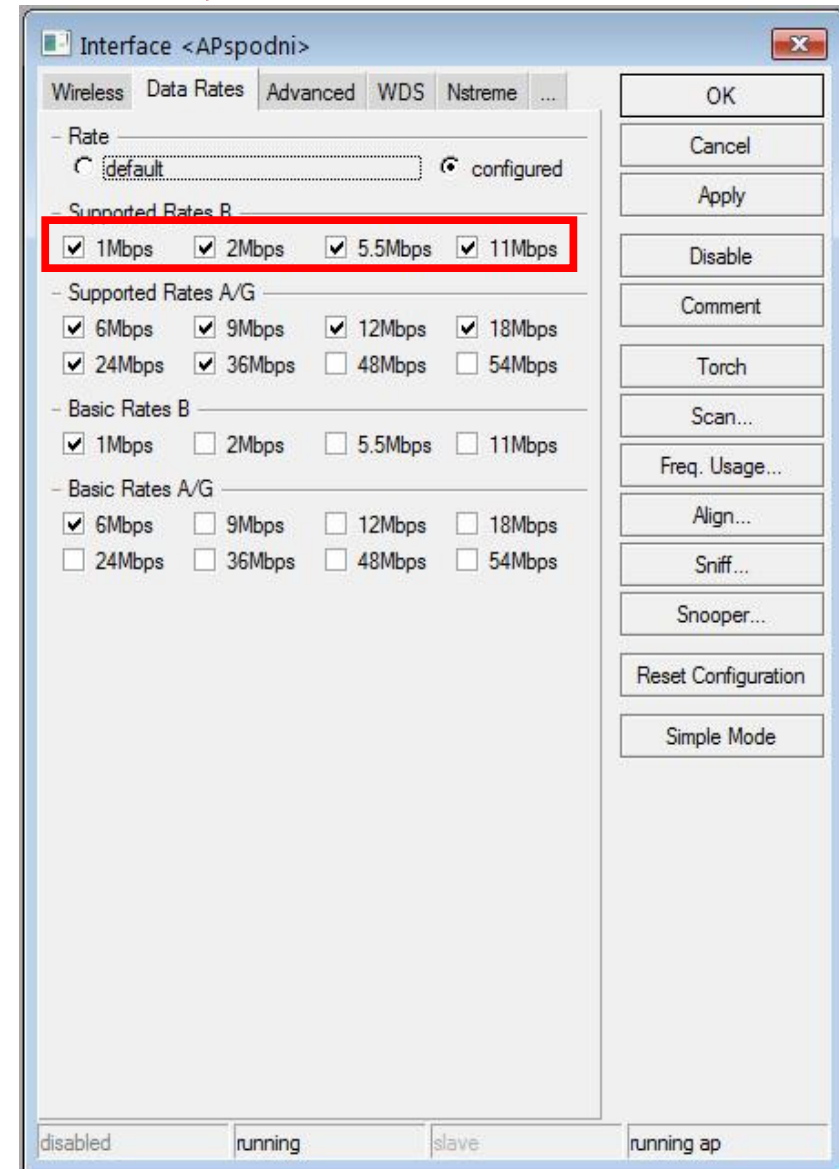 Interface <APspodni>
Wireless Data Rates Advanced WDS Nstreme ...
Rate
default configured
Supported Rates B
1Mbps 2Mbps 5.5Mbps 11Mbps
Supported Rates A/G
6Mbps 9Mbps 12Mbps 18Mbps
24Mbps 36Mbps 48Mbps 54Mbps
Basic Rates B
1Mbps 2Mbps 5.5Mbps 11Mbps
Basic Rates A/G
6Mbps 9Mbps 12Mbps 18Mbps
24Mbps 36Mbps 48Mbps 54Mbps
OK
Cancel
Apply
Disable
Comment
Torch
Scan...
Freq. Usage...
Align...
Sniff...
Snooper...
Reset Configuration
Simple Mode
disabled running slave running ap